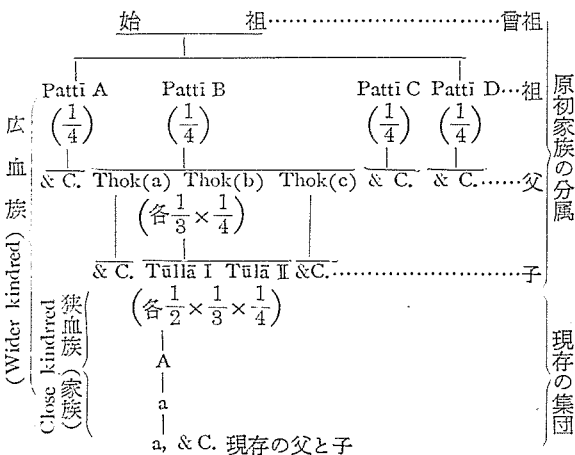 始祖……………………曾祖
Pattī A Pattī B Pattī C Pattī D…祖
(1/4) (1/4) (1/4) (1/4)
& C. Thok(a) Thok(b) Thok(c) & C. & C.……父
(各1/3×1/4)
& C. Tūllā I Tūlā II &C.……………………子
(各1/2×1/3×1/4)
A
a
a, & C. 現存の父と子
広血族
(Wider kindred)
狭血族(家族)
Close kindrred
原初家族の分属
現存の集団